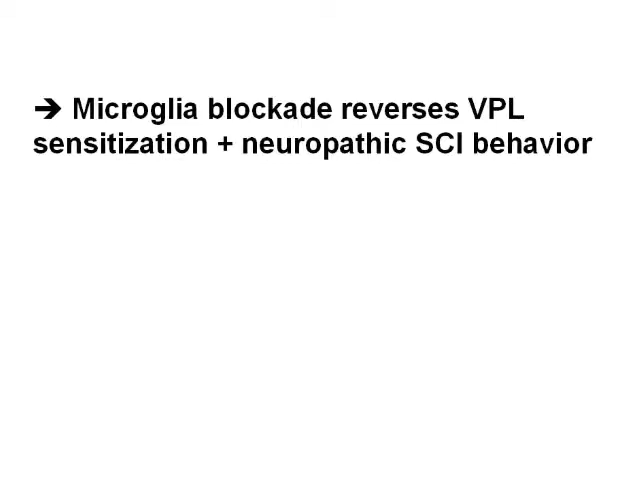 ➔ Microglia blockade reverses VPL
sensitization + neuropathic SCI behavior